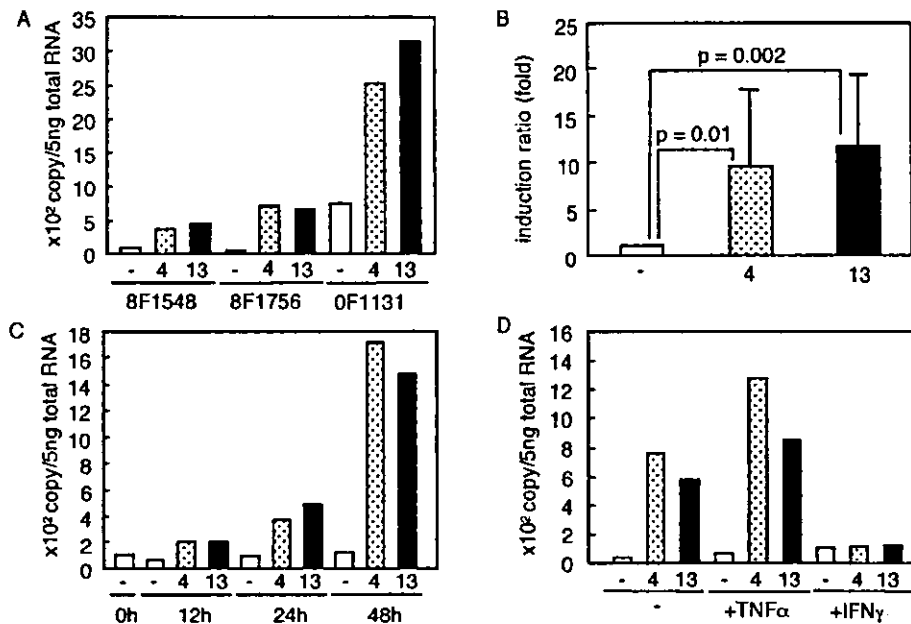 A
x10² copy/5ng total RNA
35
30
25
20
15
10
5
0
- 4 13 - 4 13 - 4 13
8F1548 8F1756 0F1131
B
induction ratio (fold)
25
20
15
10
5
0
p = 0.002
p = 0.01
- 4 13
C
x10² copy/5ng total RNA
18
16
14
12
10
8
6
4
2
0
- - 4 13 - 4 13 - 4 13
0h 12h 24h 48h
D
x10² copy/5ng total RNA
16
14
12
10
8
6
4
2
0
- 4 13 - 4 13 - 4 13
- +TNFα +IFNγ